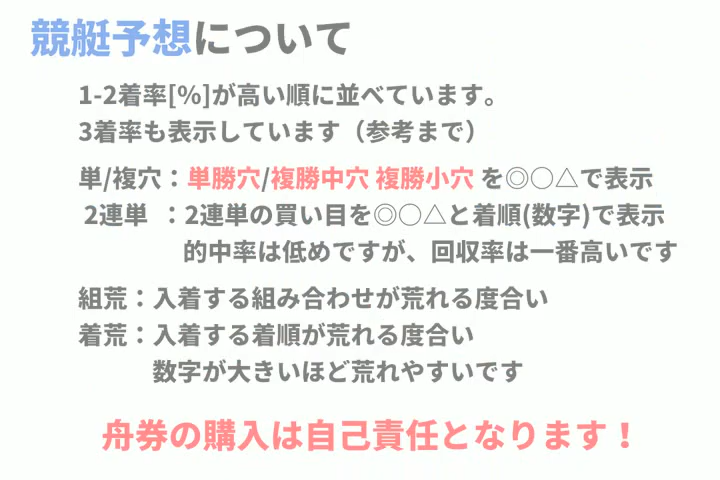 競艇予想について
1-2着率[%]が高い順に並べています。
3着率も表示しています（参考まで）
単/複穴：単勝穴/複勝中穴 複勝小穴 を◎○△で表示
2連単 ：2連単の買い目を◎○△と着順(数字)で表示
的中率は低めですが、回収率は一番高いです
組荒：入着する組み合わせが荒れる度合い
着荒：入着する着順が荒れる度合い
数字が大きいほど荒れやすいです
舟券の購入は自己責任となります！